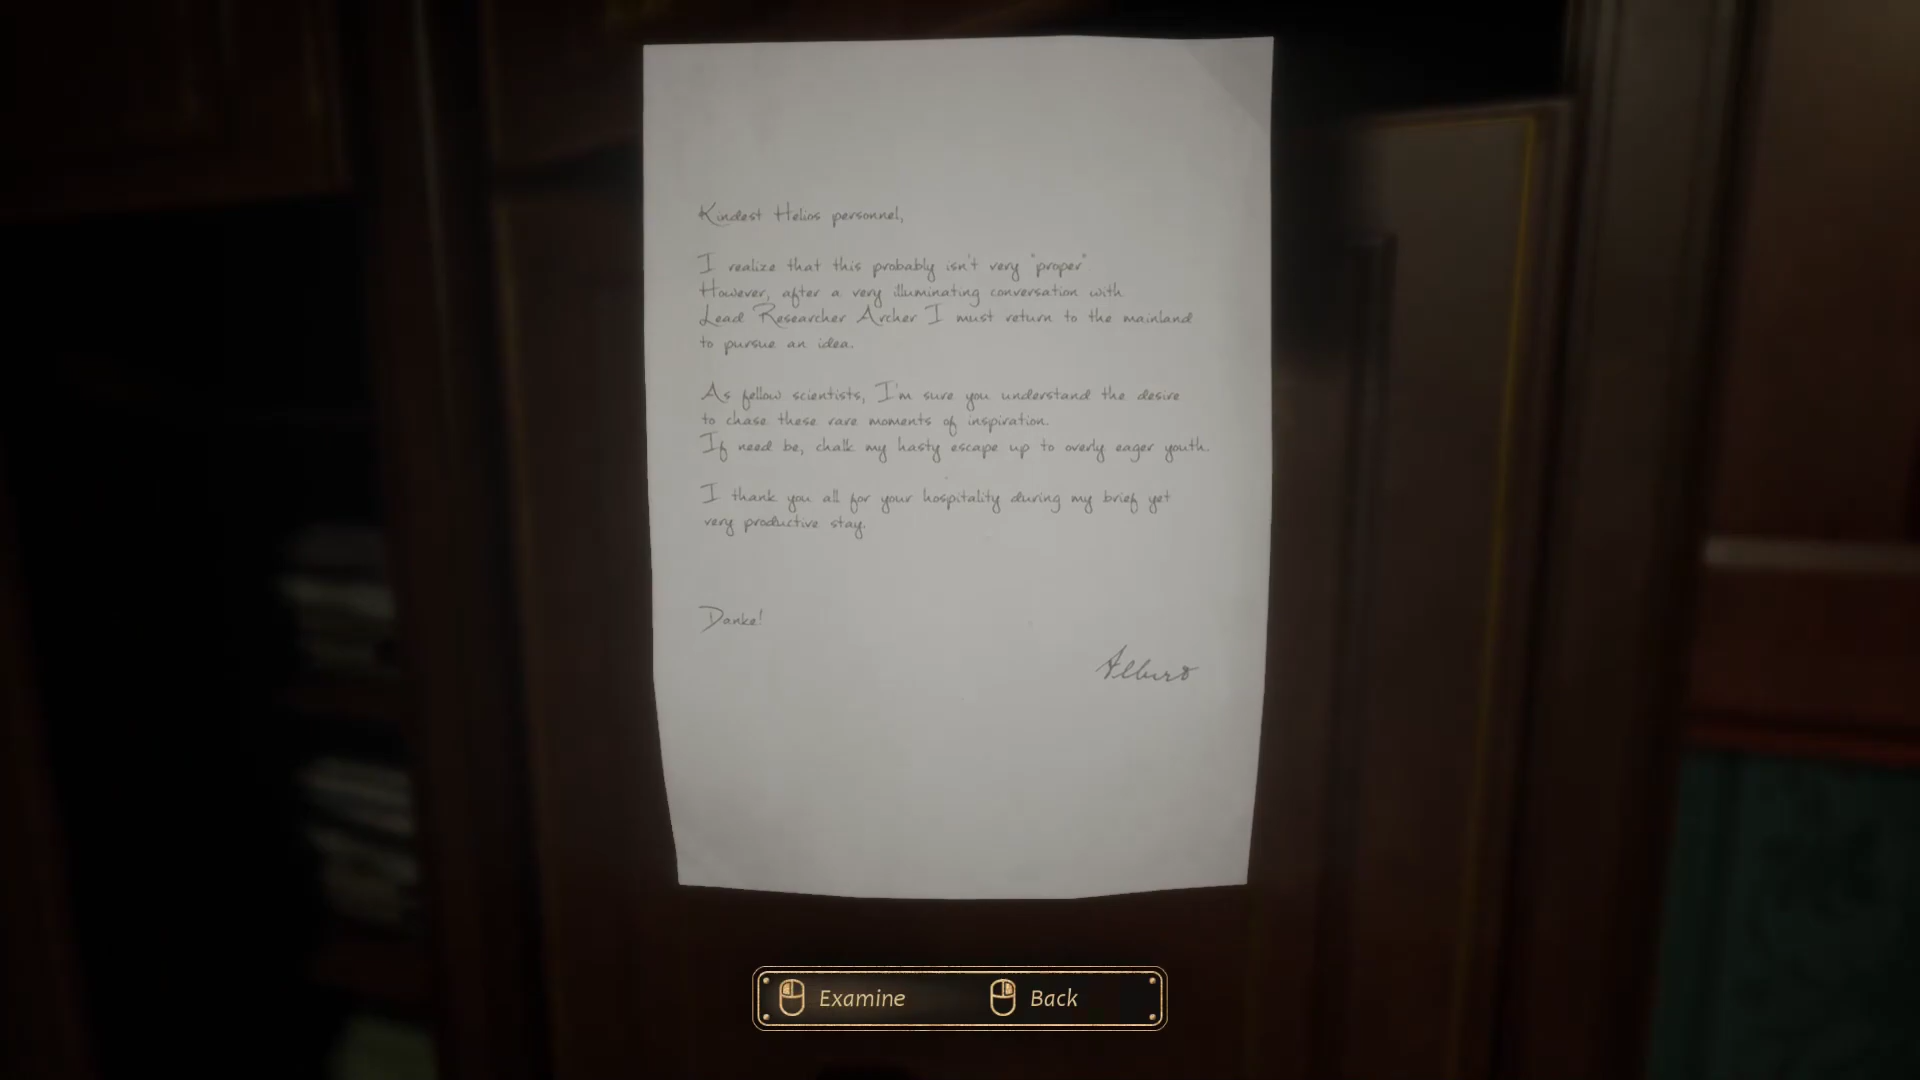 Kindest Helios personnel,
I realize that this probably isn't very "proper"
However, after a very illuminating conversation with
Lead Researcher Archer I must return to the mainland
to pursue an idea.
As fellow scientists, I'm sure you understand the desire
to chase these rare moments of inspiration.
If need be, chalk my hasty escape up to overly eager youth.
I thank you all for your hospitality during my brief yet
very productive stay.
Danke!
Examine Back